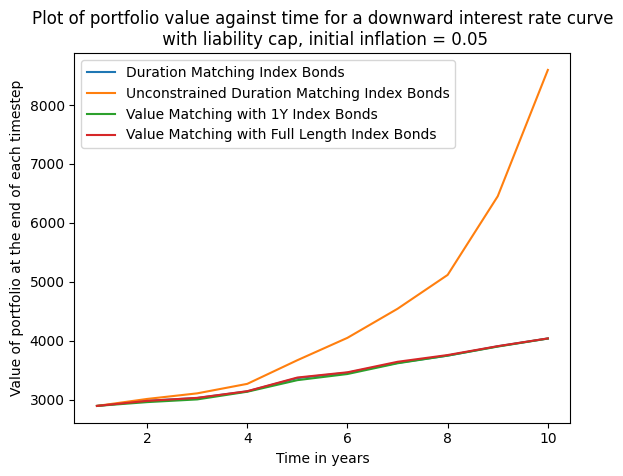 Plot of portfolio value against time for a downward interest rate curve
with liability cap, initial inflation = 0.05
Duration Matching Index Bonds
Unconstrained Duration Matching Index Bonds
Value Matching with 1Y Index Bonds
Value Matching with Full Length Index Bonds
Value of portfolio at the end of each timestep
8000
7000
6000
5000
4000
3000
2
4
6
8
10
Time in years